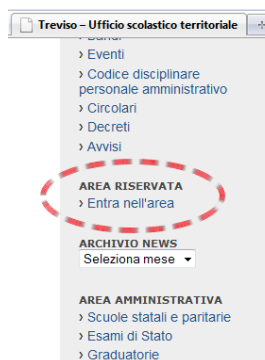 Treviso – Ufficio scolastico territoriale
› Eventi
› Codice disciplinare
personale amministrativo
› Circolari
› Decreti
› Avvisi
AREA RISERVATA
› Entra nell'area
ARCHIVIO NEWS
Seleziona mese
AREA AMMINISTRATIVA
› Scuole statali e paritarie
› Esami di Stato
› Graduatorie